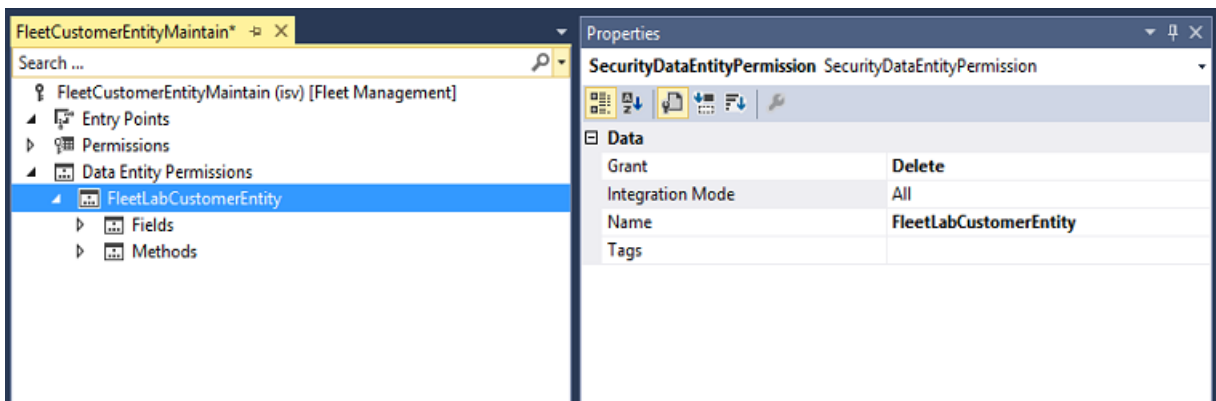 FleetCustomerEntityMaintain*
Search ...
FleetCustomerEntityMaintain (isv) [Fleet Management]
Entry Points
Permissions
Data Entity Permissions
FleetLabCustomerEntity
Fields
Methods
Properties
SecurityDataEntityPermission SecurityDataEntityPermission
Data
Grant Delete
Integration Mode All
Name FleetLabCustomerEntity
Tags